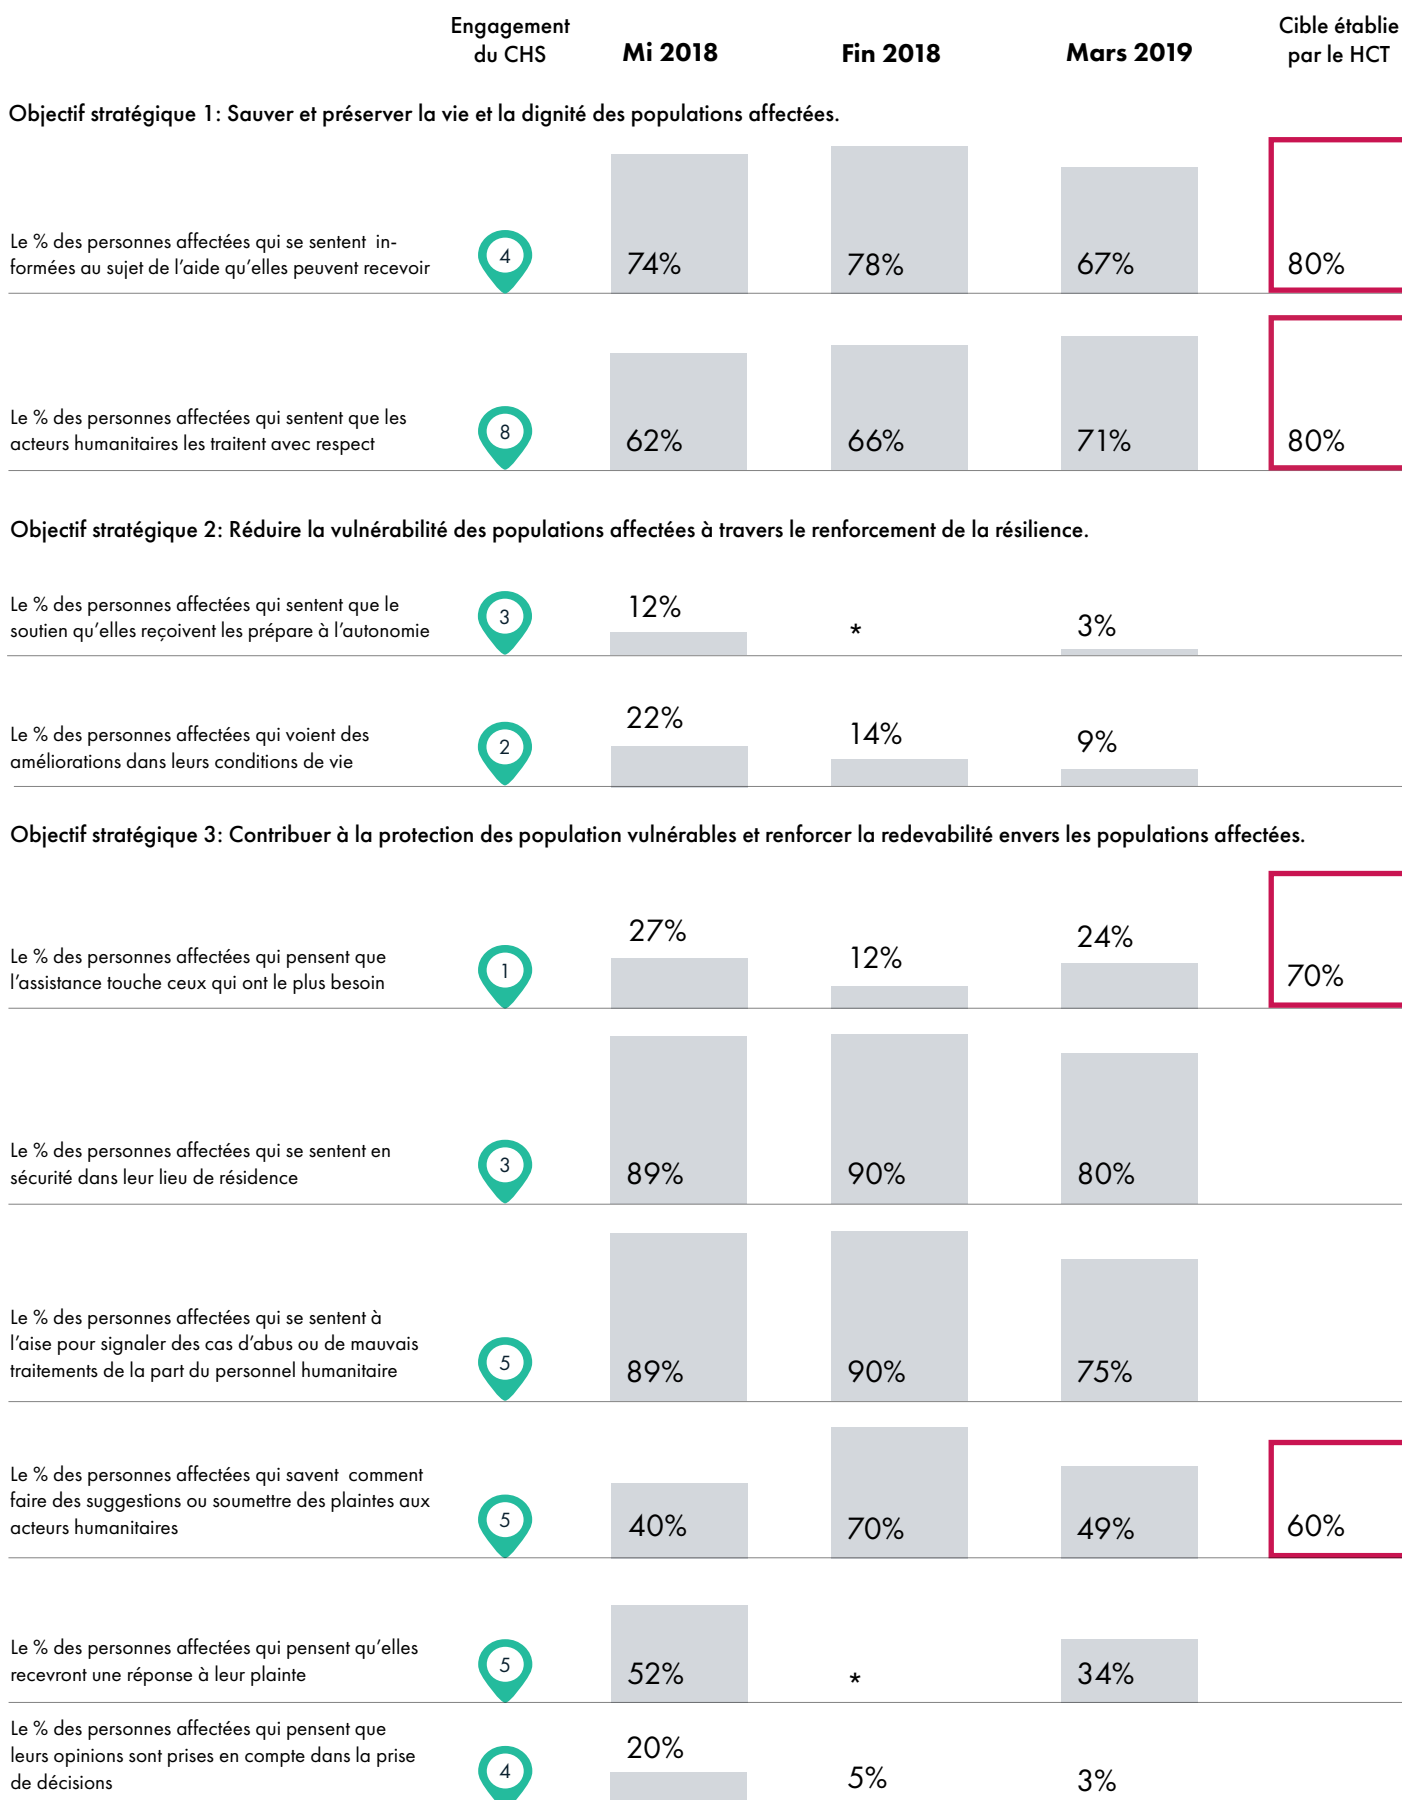 Engagement
du CHS
Mi 2018
Fin 2018
Mars 2019
Cible établie
par le HCT
Objectif stratégique 1: Sauver et préserver la vie et la dignité des populations affectées.
Le % des personnes affectées qui se sentent in-
formées au sujet de l'aide qu'elles peuvent recevoir
4
74%
78%
67%
80%
Le % des personnes affectées qui sentent que les
acteurs humanitaires les traitent avec respect
8
62%
66%
71%
80%
Objectif stratégique 2: Réduire la vulnérabilité des populations affectées à travers le renforcement de la résilience.
Le % des personnes affectées qui sentent que le
soutien qu'elles reçoivent les prépare à l'autonomie
3
12%
*
3%
Le % des personnes affectées qui voient des
améliorations dans leurs conditions de vie
2
22%
14%
9%
Objectif stratégique 3: Contribuer à la protection des population vulnérables et renforcer la redevabilité envers les populations affectées.
Le % des personnes affectées qui pensent que
l'assistance touche ceux qui ont le plus besoin
1
27%
12%
24%
70%
Le % des personnes affectées qui se sentent en
sécurité dans leur lieu de résidence
3
89%
90%
80%
Le % des personnes affectées qui se sentent à
l'aise pour signaler des cas d'abus ou de mauvais
traitements de la part du personnel humanitaire
5
89%
90%
75%
Le % des personnes affectées qui savent comment
faire des suggestions ou soumettre des plaintes aux
acteurs humanitaires
5
40%
70%
49%
60%
Le % des personnes affectées qui pensent qu'elles
recevront une réponse à leur plainte
5
52%
*
34%
Le % des personnes affectées qui pensent que
leurs opinions sont prises en compte dans la prise
de décisions
4
20%
5%
3%